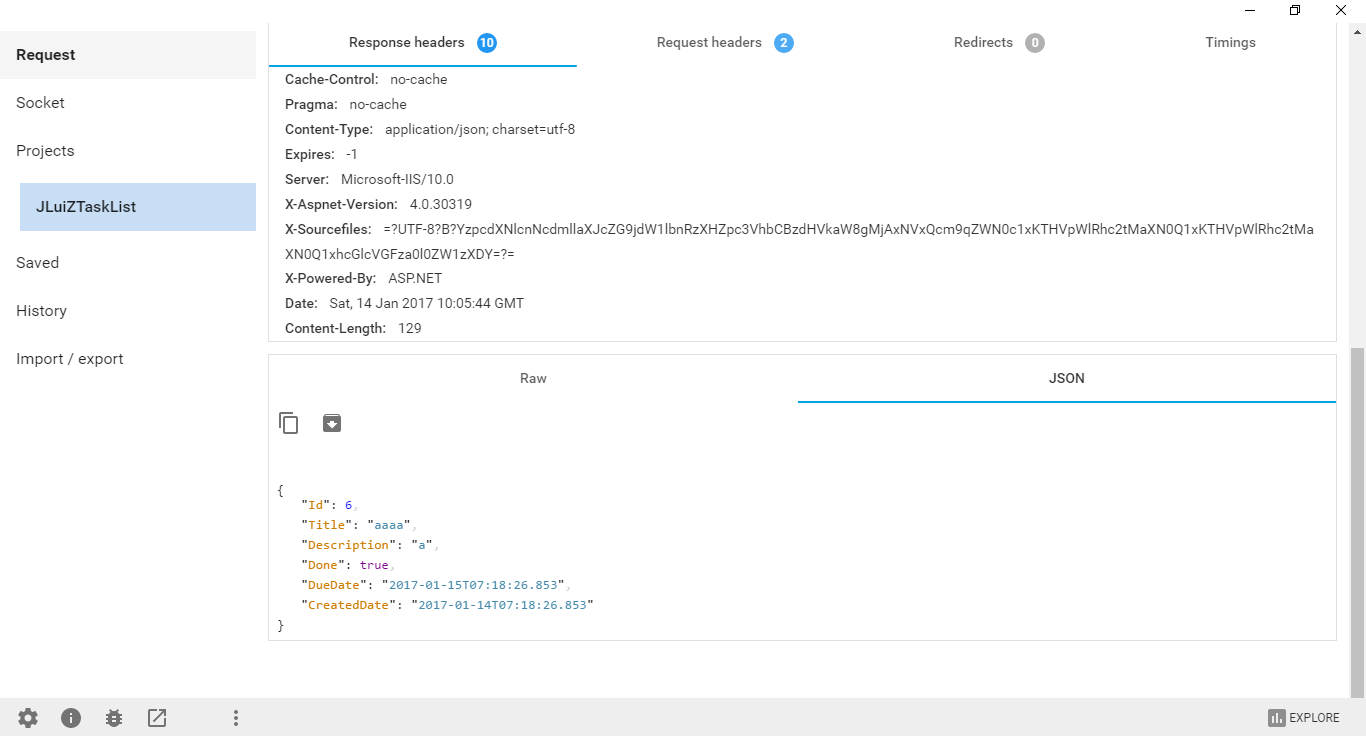 Request
Socket
Projects
JLuiZTaskList
Saved
History
Import / export
Response headers 10 Request headers 2 Redirects 0 Timings
Cache-Control: no-cache
Pragma: no-cache
Content-Type: application/json; charset=utf-8
Expires: -1
Server: Microsoft-IIS/10.0
X-Aspnet-Version: 4.0.30319
X-Sourcefiles: =?UTF-8?B?YzpcdXNlcnNcdmllaXJcZG9jdW1lbnRzXHZpc3VhbCBzdHVkaW8gMjAxNVxQcm9qZWN0c1xKTHVpWlRhc2tMaXN0Q1xKTHVpWlRhc2tMa
XN0Q1xhcGlcVGFza0l0ZW1zXDY=?=
X-Powered-By: ASP.NET
Date: Sat, 14 Jan 2017 10:05:44 GMT
Content-Length: 129
Raw JSON
{
"Id": 6,
"Title": "aaaa",
"Description": "a",
"Done": true,
"DueDate": "2017-01-15T07:18:26.853",
"CreatedDate": "2017-01-14T07:18:26.853"
}
EXPLORE